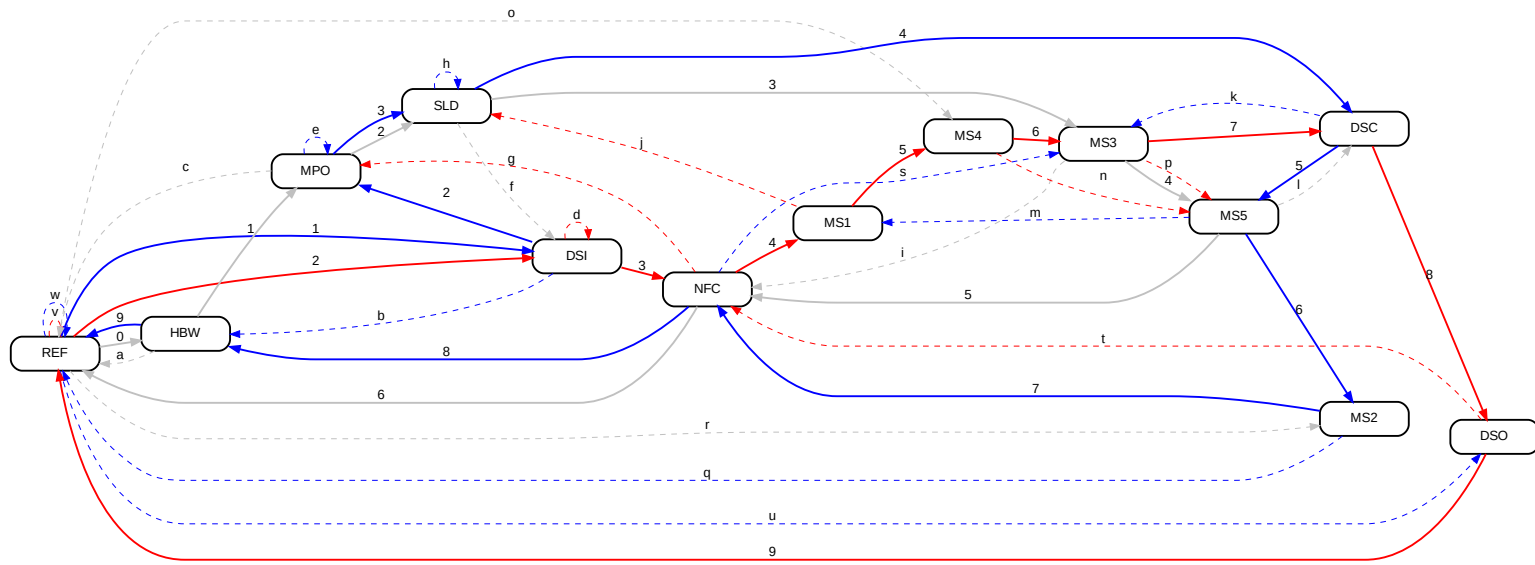 o
4
h
SLD
3
k
3
2
e
MPO
c
g
j
5
MS4
6
MS3
7
DSC
s
p
4
n
5
l
f
2
d
MS1
m
MS5
1
1
2
DSI
3
4
i
NFC
5
8
w
v
9
0
a
REF
HBW
b
8
6
t
6
7
MS2
r
DSO
q
u
9